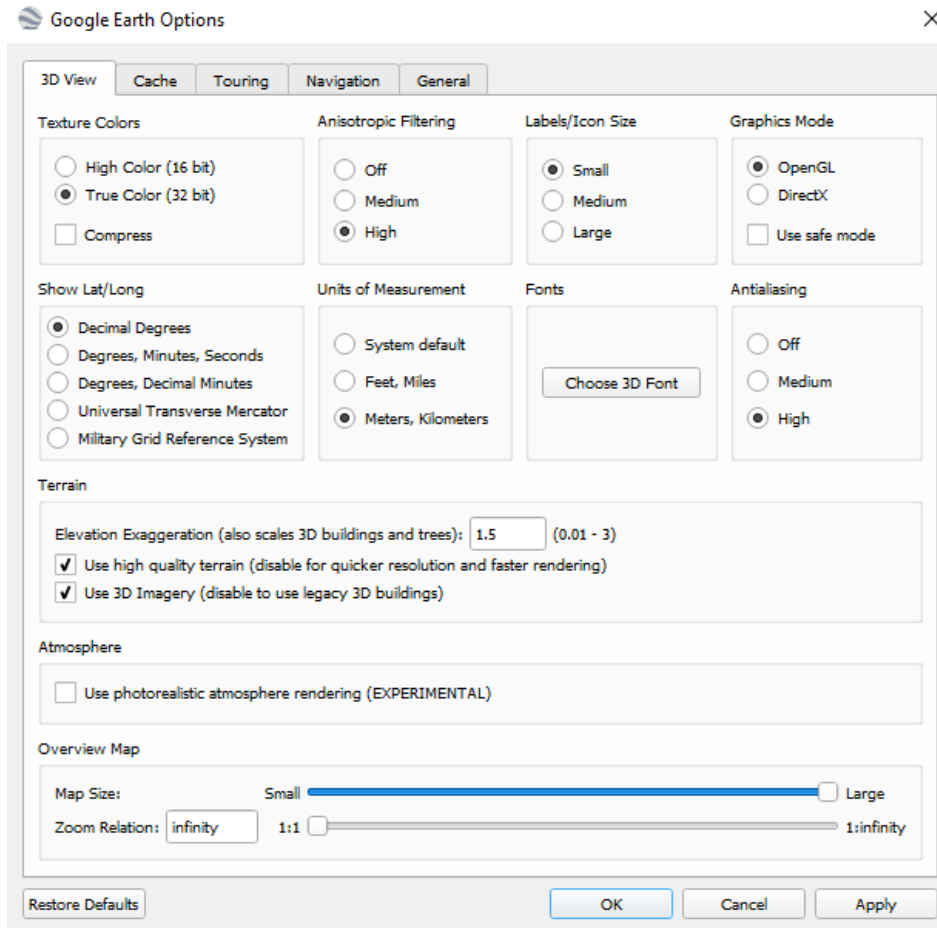 Google Earth Options
3D View Cache Touring Navigation General
Texture Colors
High Color (16 bit)
True Color (32 bit)
Compress
Anisotropic Filtering
Off
Medium
High
Labels/Icon Size
Small
Medium
Large
Graphics Mode
OpenGL
DirectX
Use safe mode
Show Lat/Long
Decimal Degrees
Degrees, Minutes, Seconds
Degrees, Decimal Minutes
Universal Transverse Mercator
Military Grid Reference System
Units of Measurement
System default
Feet, Miles
Meters, Kilometers
Fonts
Choose 3D Font
Antialiasing
Off
Medium
High
Terrain
Elevation Exaggeration (also scales 3D buildings and trees): 1.5 (0.01 - 3)
Use high quality terrain (disable for quicker resolution and faster rendering)
Use 3D Imagery (disable to use legacy 3D buildings)
Atmosphere
Use photorealistic atmosphere rendering (EXPERIMENTAL)
Overview Map
Map Size: Small Large
Zoom Relation: infinity 1:1 1:infinity
Restore Defaults OK Cancel Apply